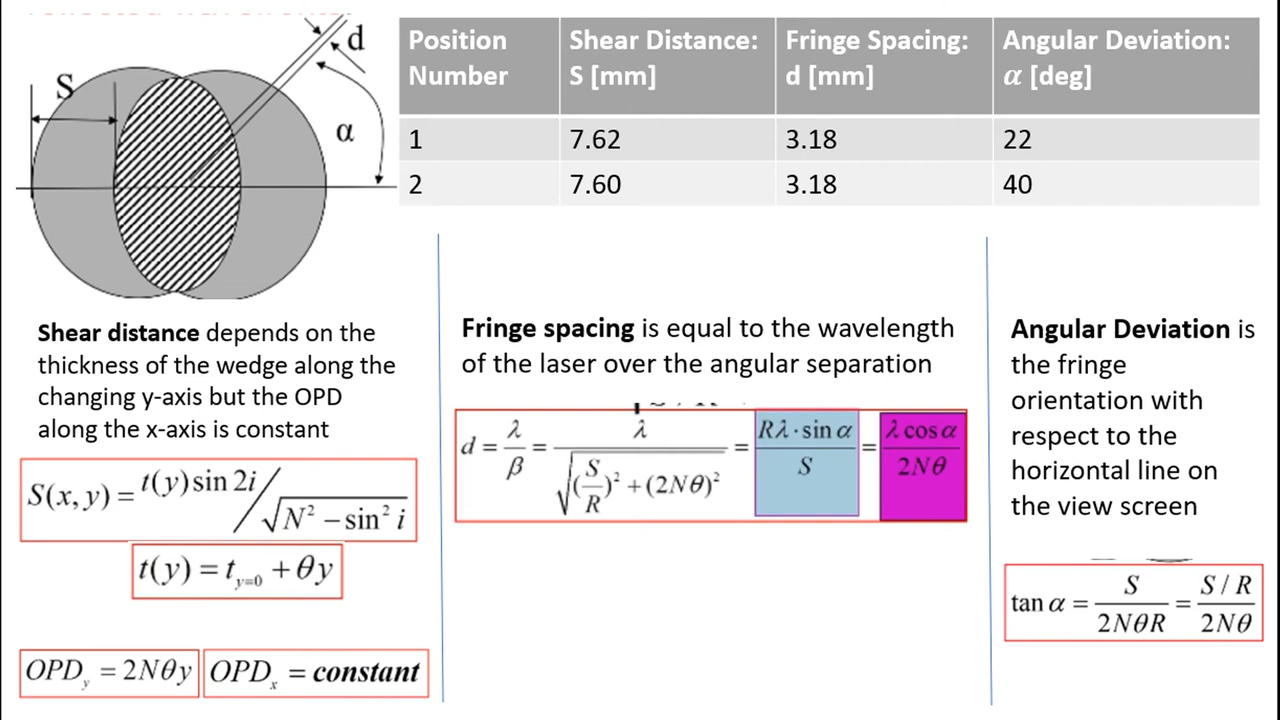 S
d
α
Position Number
Shear Distance: S [mm]
Fringe Spacing: d [mm]
Angular Deviation: α [deg]
1 7.62 3.18 22
2 7.60 3.18 40
Shear distance depends on the
thickness of the wedge along the
changing y-axis but the OPD
along the x-axis is constant
S(x, y) = t(y) sin 2i / √N² − sin² i
t(y) = t y=0 + θy
OPD y = 2Nθy
OPD x = constant
Fringe spacing is equal to the wavelength
of the laser over the angular separation
d = λ/β = λ / √(S/R)² + (2Nθ)² = Rλ · sin α / S = λ cos α / 2Nθ
Angular Deviation is
the fringe
orientation with
respect to the
horizontal line on
the view screen
tan α = S / 2NθR = S / R / 2Nθ